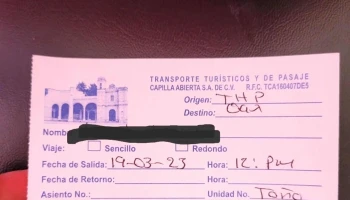 TRANSPORTE TURÍSTICOS Y DE PASAJE
CAPILLA ABIERTA S.A. DE C.V. R.F.C. TCA160407DE5
Origen: THP
Destino: Oax
Nombre
Viaje: Sencillo Redondo
Fecha de Salida: 19-03-23 Hora: 12:PM
Fecha de Retorno: Hora:
Asiento No.: Unidad No. Toño